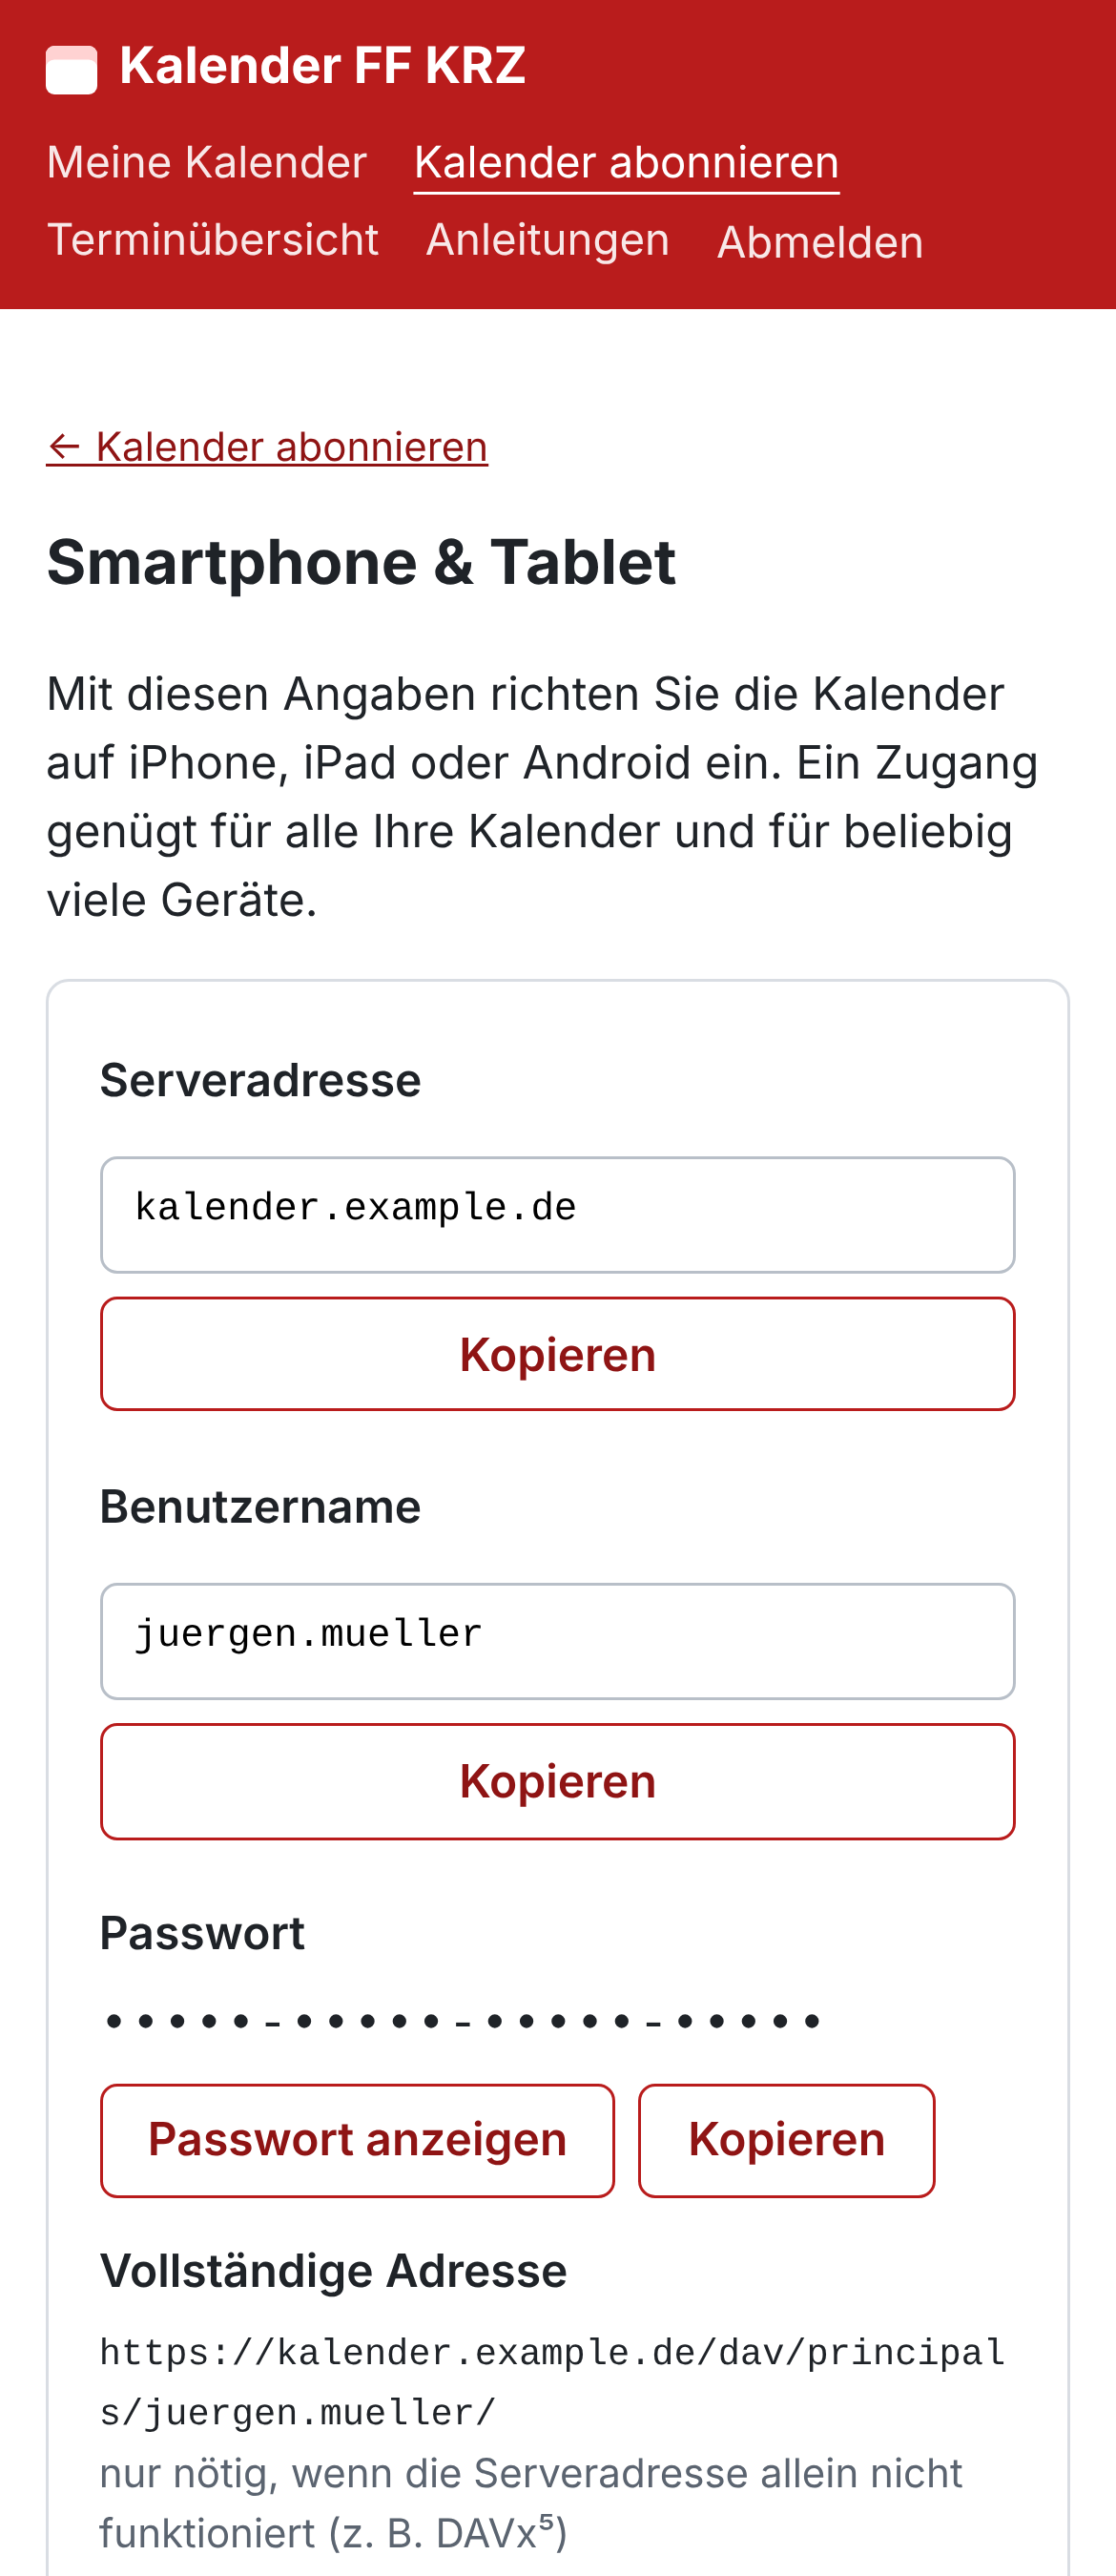 Kalender FF KRZ
Meine Kalender Kalender abonnieren
Terminübersicht Anleitungen Abmelden
← Kalender abonnieren
Smartphone & Tablet
Mit diesen Angaben richten Sie die Kalender
auf iPhone, iPad oder Android ein. Ein Zugang
genügt für alle Ihre Kalender und für beliebig
viele Geräte.
Serveradresse
kalender.example.de
Kopieren
Benutzername
juergen.mueller
Kopieren
Passwort
•••••-•••••-•••••-•••••
Passwort anzeigen Kopieren
Vollständige Adresse
https://kalender.example.de/dav/principal
s/juergen.mueller/
nur nötig, wenn die Serveradresse allein nicht
funktioniert (z. B. DAVx⁵)